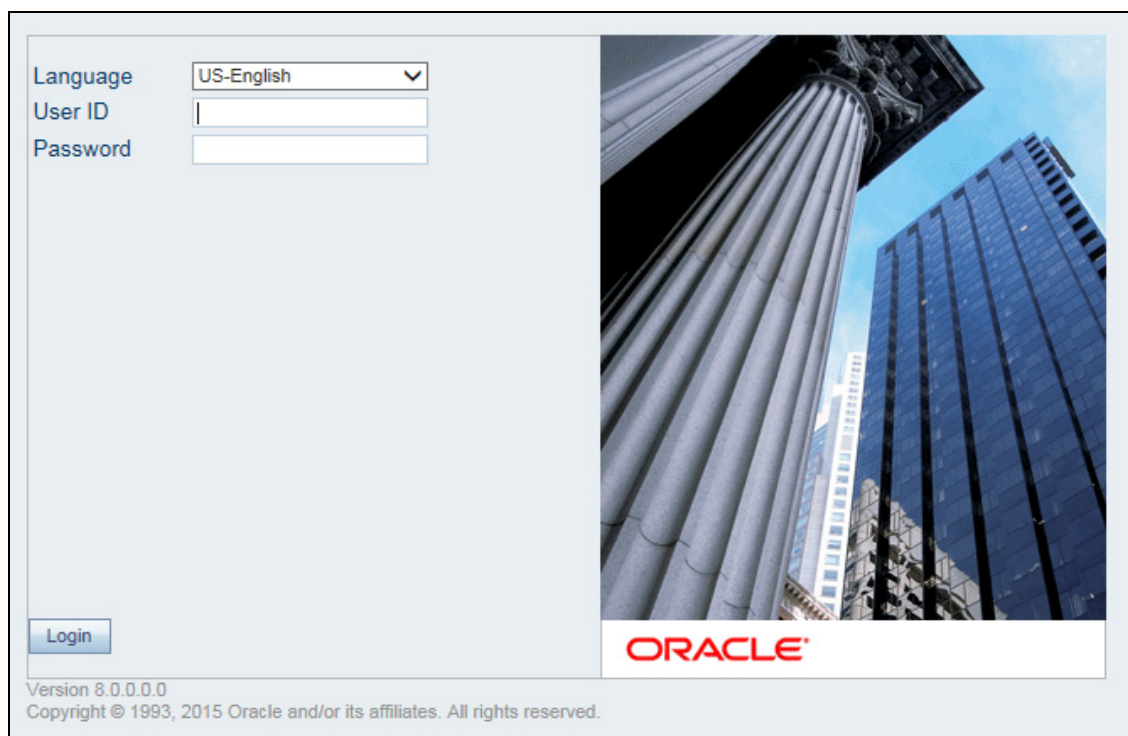 Language US-English
User ID
Password
Login
ORACLE®
Version 8.0.0.0.0
Copyright © 1993, 2015 Oracle and/or its affiliates. All rights reserved.